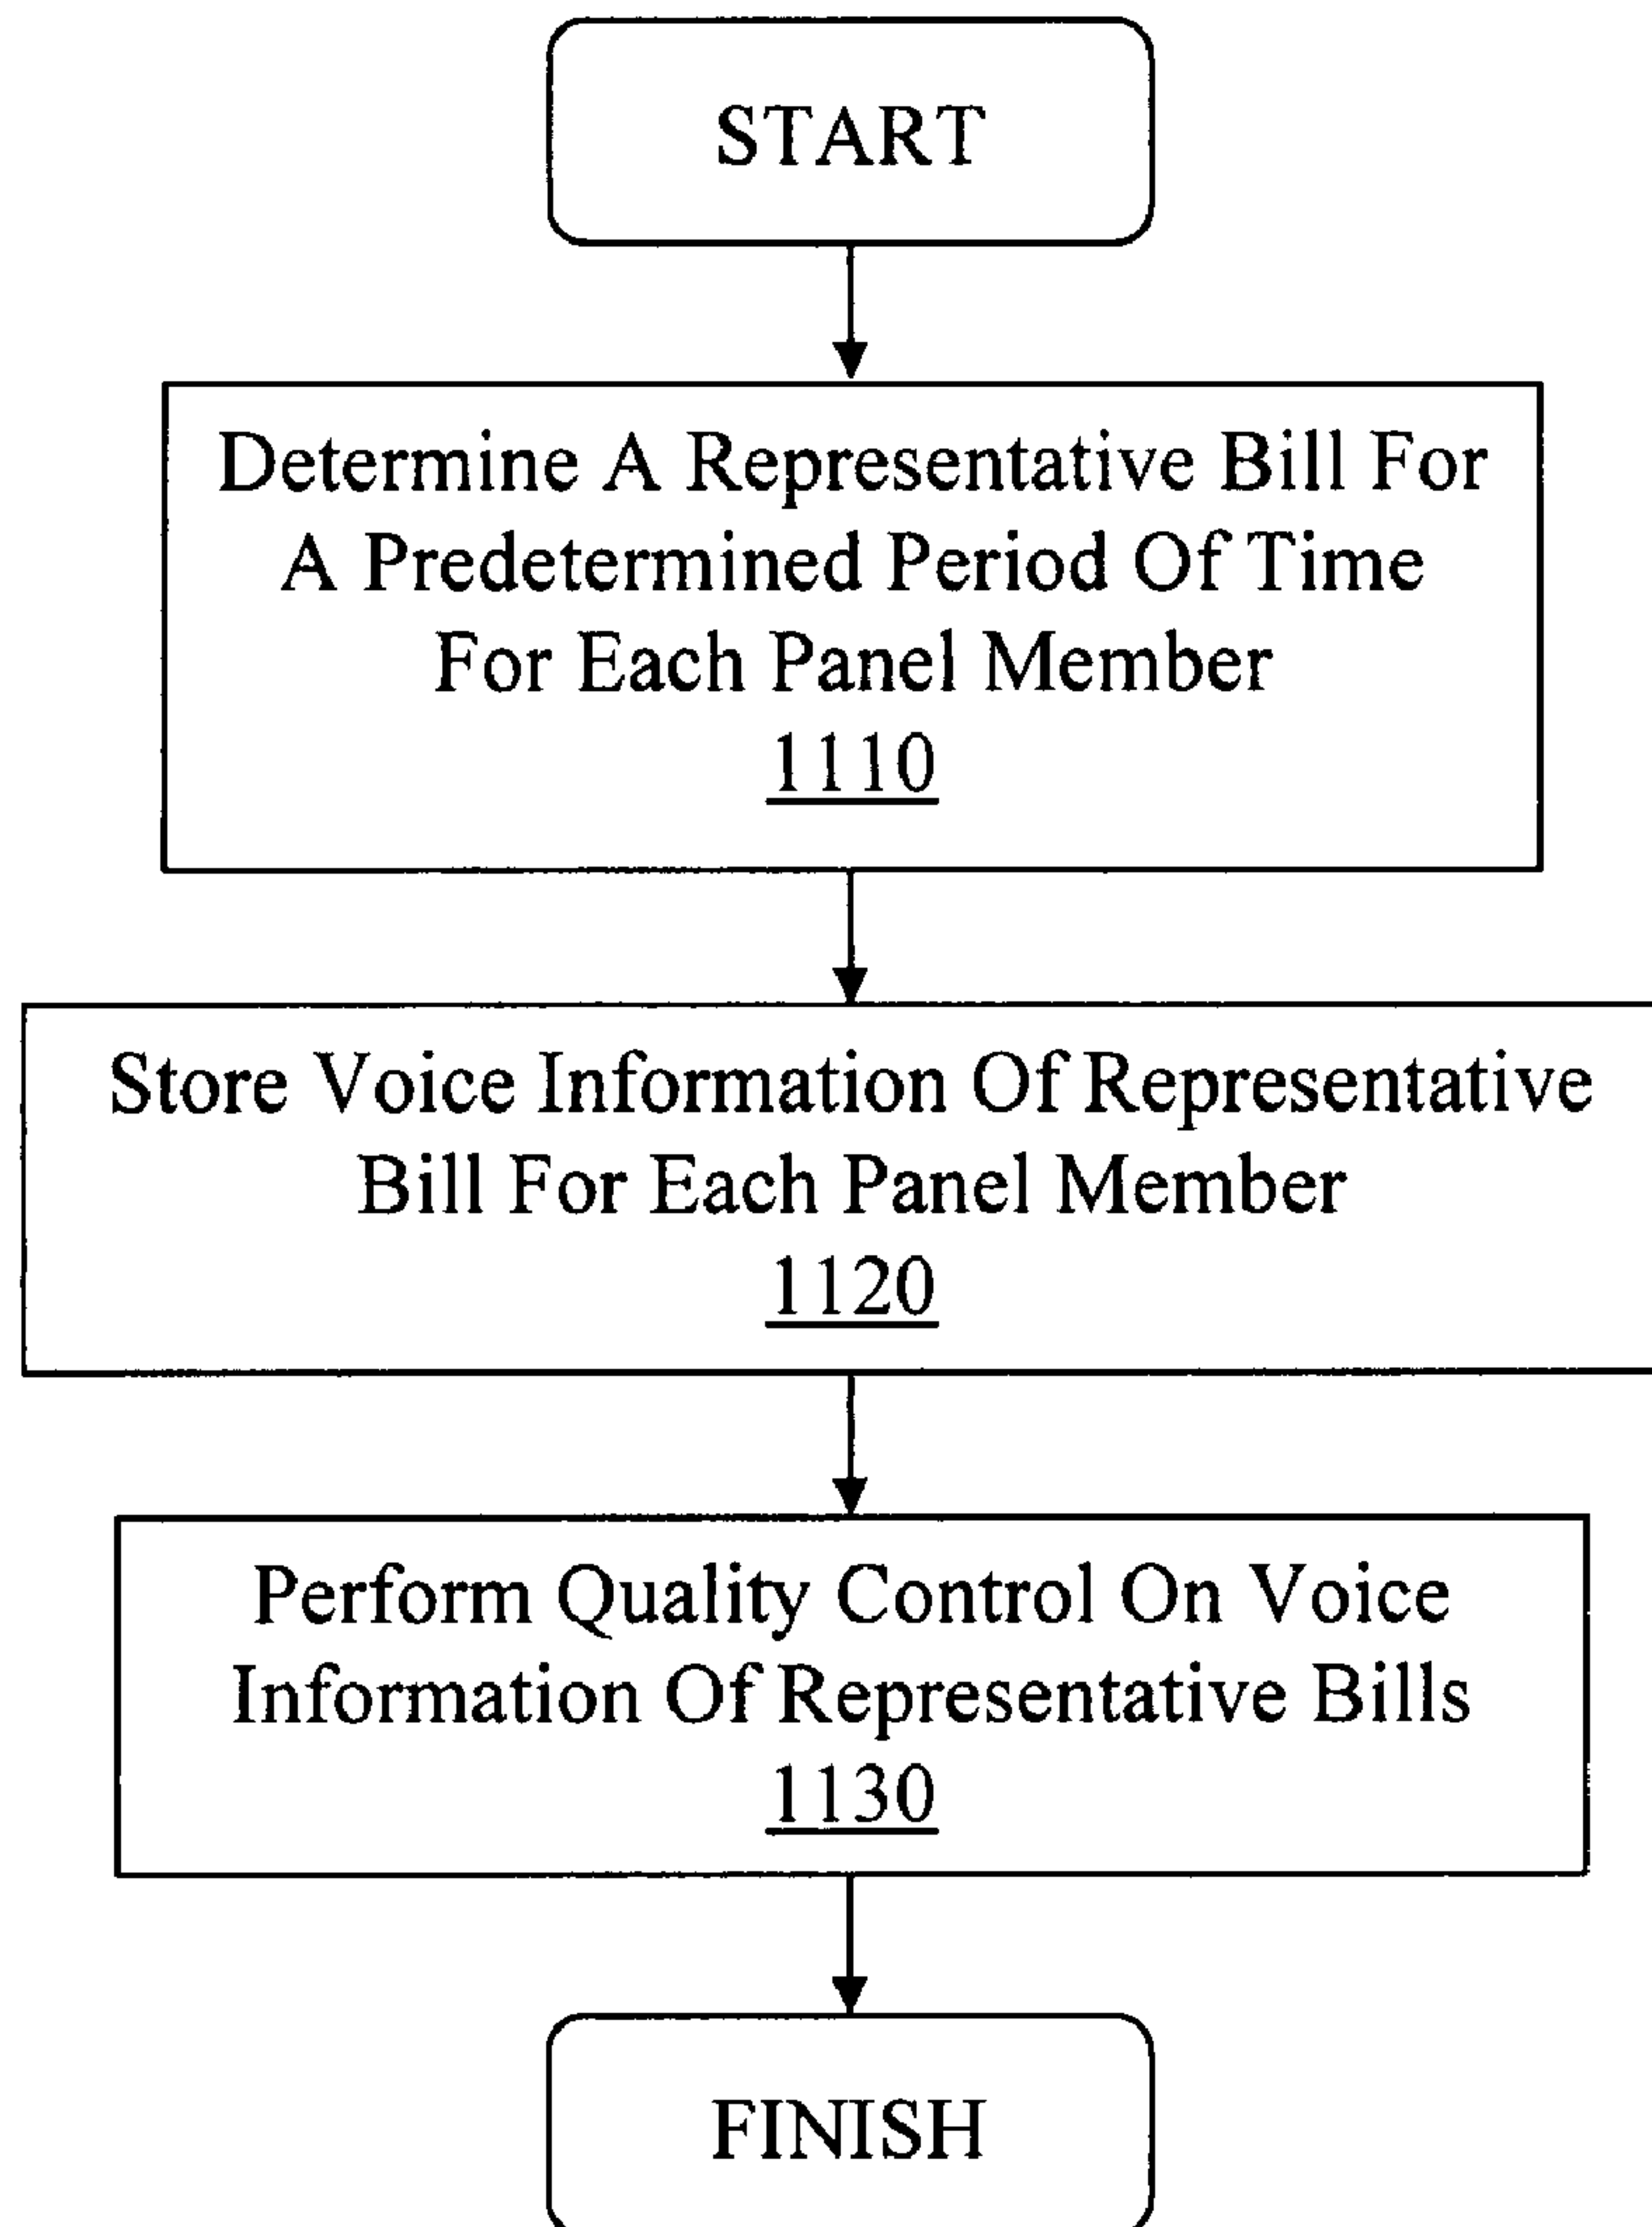 START
Determine A Representative Bill For
A Predetermined Period Of Time
For Each Panel Member
1110
Store Voice Information Of Representative
Bill For Each Panel Member
1120
Perform Quality Control On Voice
Information Of Representative Bills
1130
FINISH